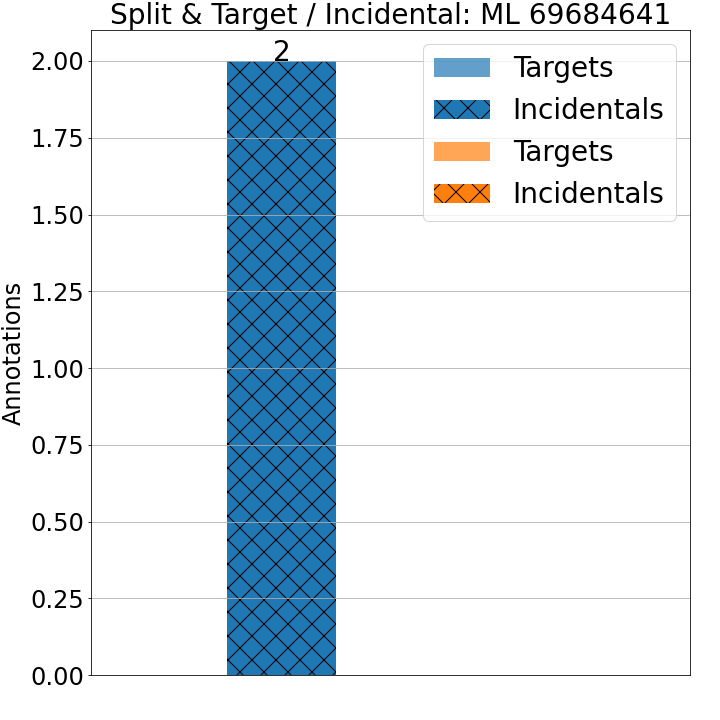 Split & Target / Incidental: ML 69684641
2
Targets
Incidentals
Targets
Incidentals
Annotations
2.00
1.75
1.50
1.25
1.00
0.75
0.50
0.25
0.00